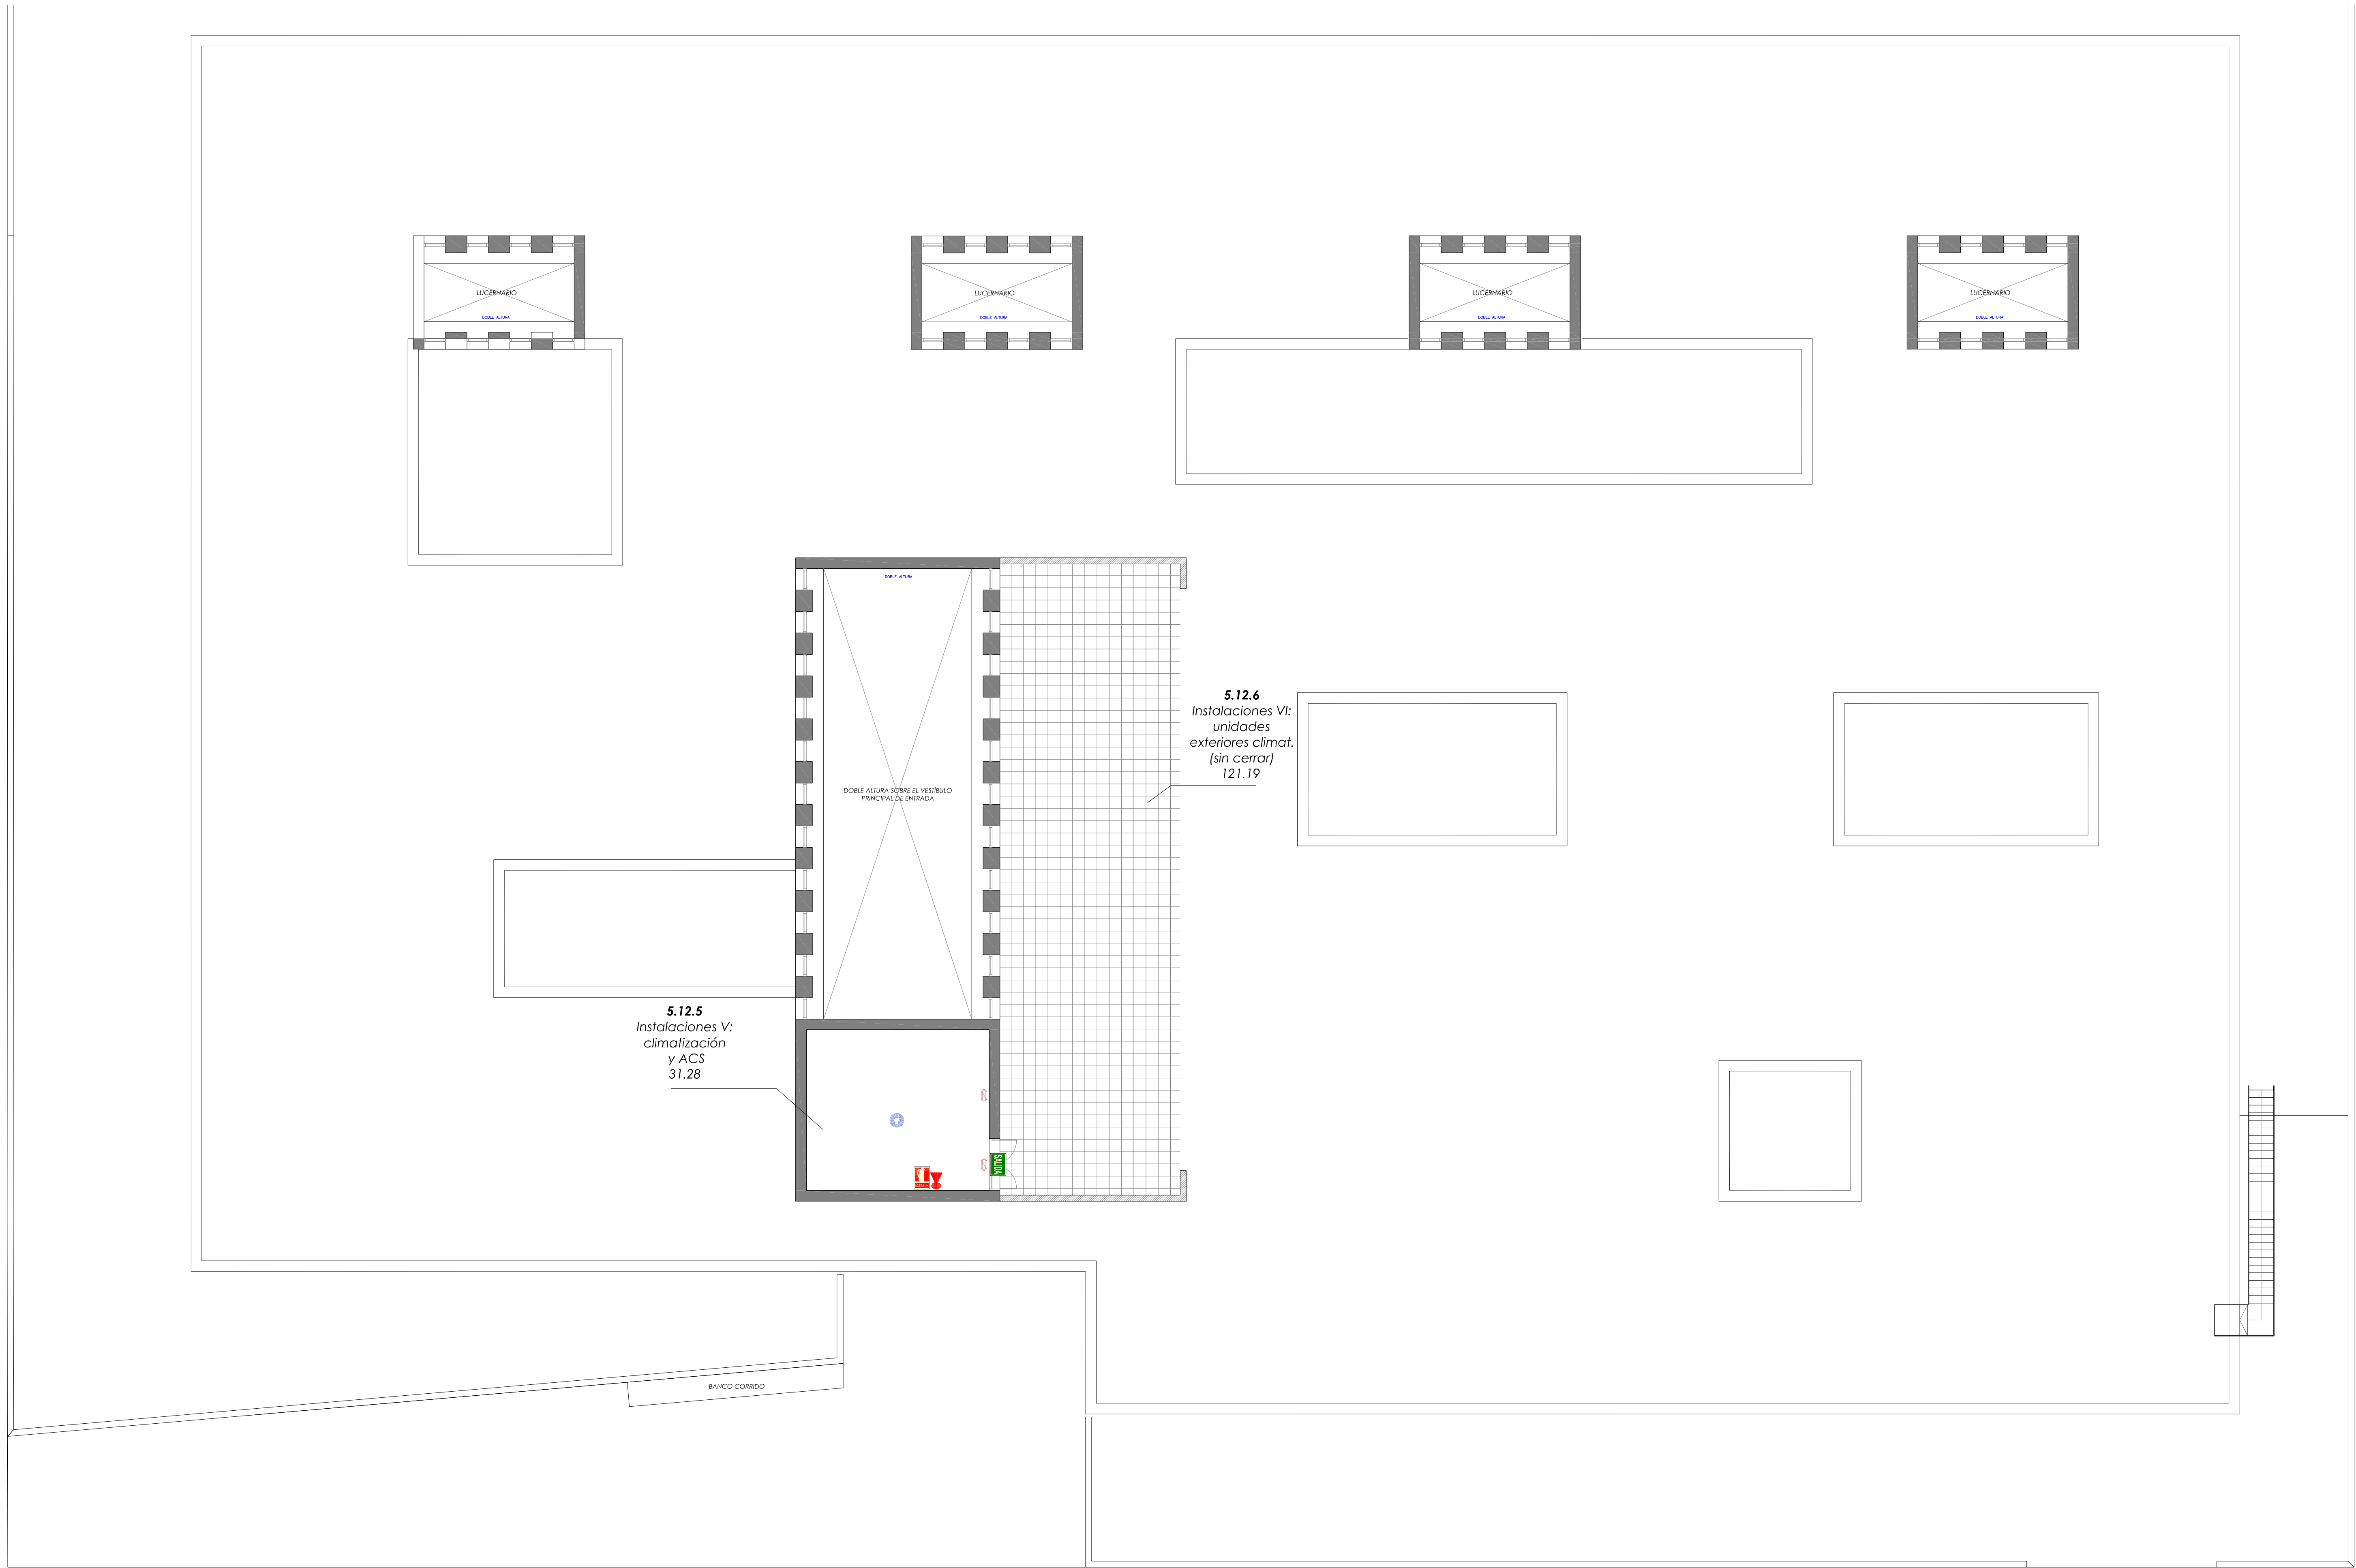 LUCERNARIO
DOBLE ALTURA
LUCERNARIO
DOBLE ALTURA
LUCERNARIO
DOBLE ALTURA
LUCERNARIO
DOBLE ALTURA
DOBLE ALTURA
5.12.6
Instalaciones VI:
unidades
exteriores climat.
(sin cerrar)
121.19
DOBLE ALTURA SOBRE EL VESTÍBULO
PRINCIPAL DE ENTRADA
5.12.5
Instalaciones V:
climatización
y ACS
31.28
SALIDA
BANCO CORRIDO